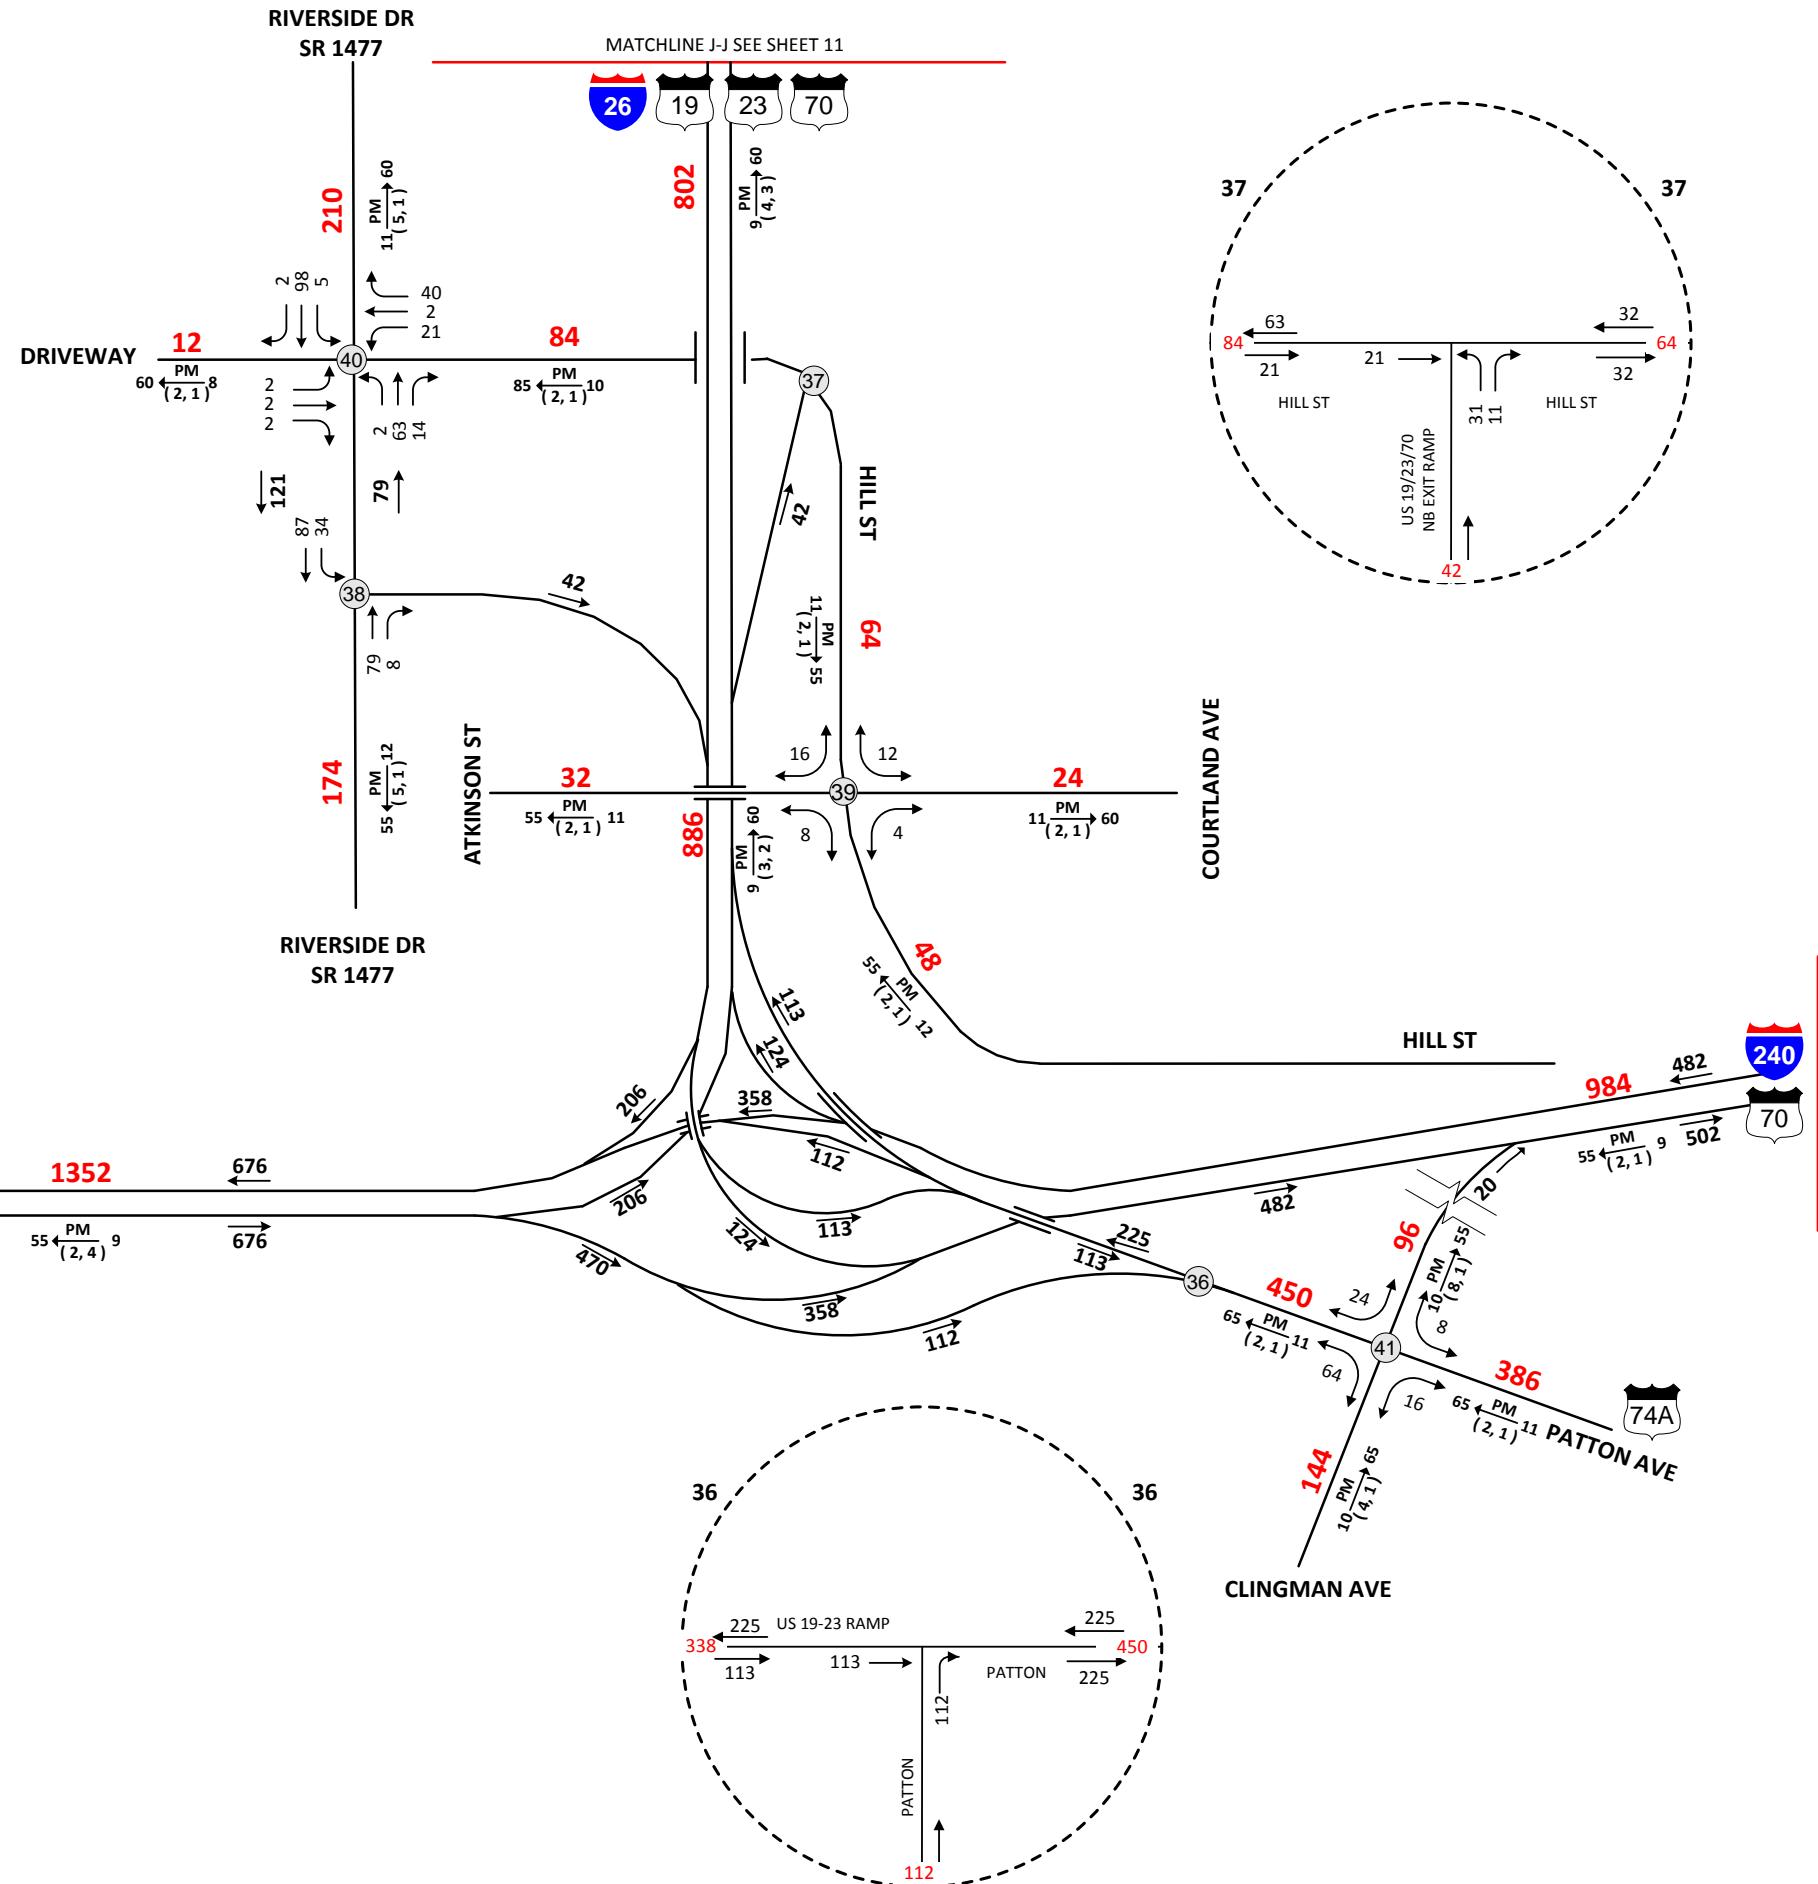 RIVERSIDE DR
SR 1477
MATCHLINE J-J SEE SHEET 11
26
19
23
70
802
9 PM 60
( 4, 3 )
210
11 PM 60
( 5, 1 )
2
98
5
40
2
21
DRIVEWAY
12
60 PM 8
( 2, 1 )
40
84
85 PM 10
( 2, 1 )
2
2
2
2
63
14
121
79
87
34
38
79
8
42
174
55 PM 12
( 5, 1 )
RIVERSIDE DR
SR 1477
37
42
HILL ST
11 PM 55
( 2, 1 )
64
ATKINSON ST
32
55 PM 11
( 2, 1 )
16
12
39
8
4
24
11 PM 60
( 2, 1 )
COURTLAND AVE
886
9 PM 60
( 3, 2 )
48
55 PM 12
( 2, 1 )
HILL ST
113
124
206
358
112
1352
676
55 PM 9
( 2, 4 )
676
206
470
113
124
358
112
482
225
113
984
482
240
70
502
55 PM 9
( 2, 1 )
20
96
10 PM 55
( 8, 1 )
36
450
65 PM 11
( 2, 1 )
24
8
41
64
16
386
65 PM 11
( 2, 1 )
74A
PATTON AVE
144
10 PM 65
( 4, 1 )
CLINGMAN AVE
37
37
63
32
84
64
21
21
32
HILL ST
31
11
HILL ST
US 19/23/70
NB EXIT RAMP
42
36
36
225
US 19-23 RAMP
225
338
450
113
113
PATTON
225
112
PATTON
112